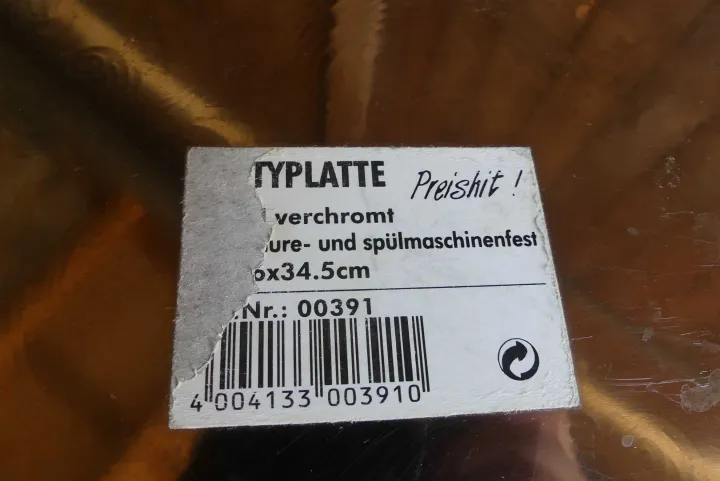 TYPLATTE Preishit !
verchromt
ure- und spülmaschinenfest
x34.5cm
Nr.: 00391
4 004133 003910